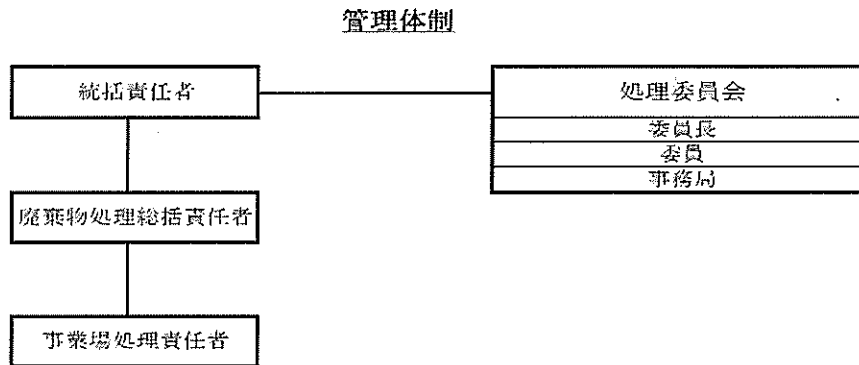 管理体制
統括責任者
処理委員会
委員長
委員
事務局
廃棄物処理総括責任者
事業場処理責任者